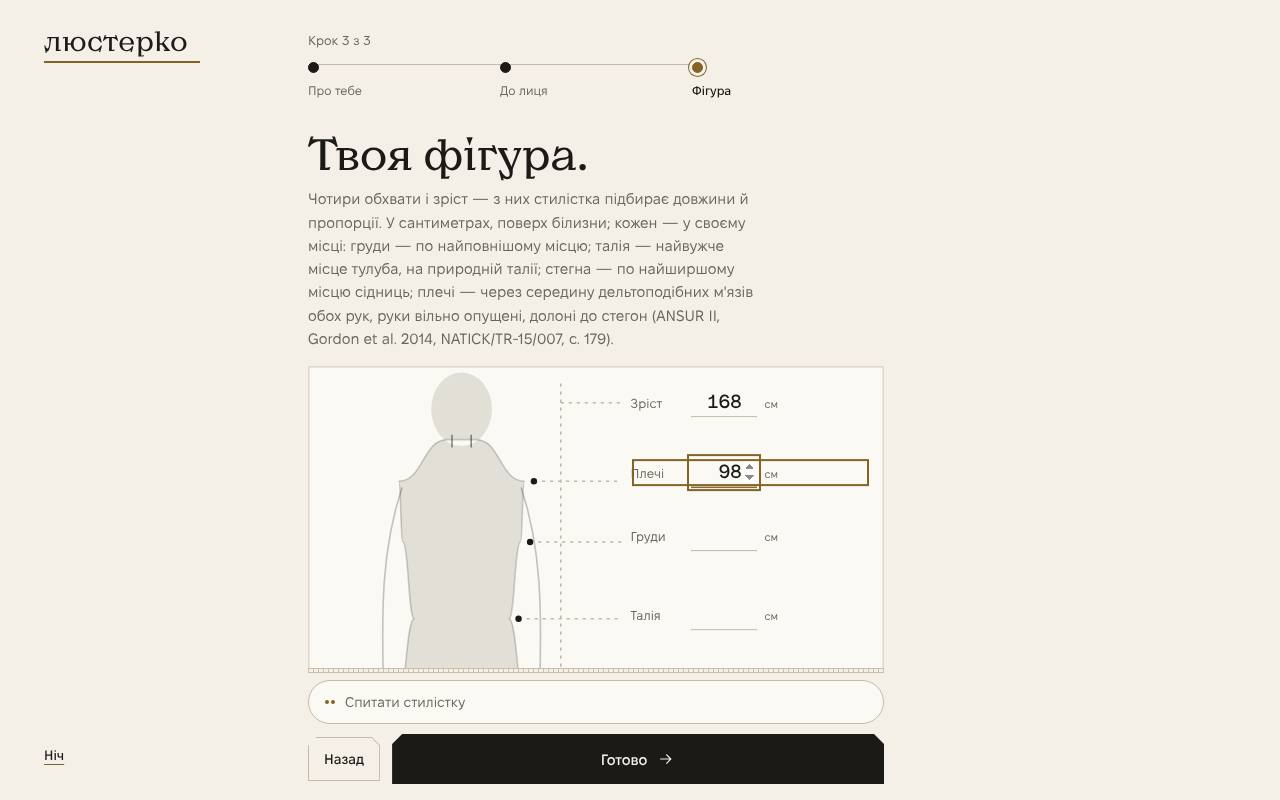 люстерко
Крок 3 з 3
Про тебе
До лиця
Фігура
Твоя фігура.
Чотири обхвати і зріст — з них стилістка підбирає довжини й
пропорції. У сантиметрах, поверх білизни; кожен — у своєму
місці: груди — по найповнішому місцю; талія — найвужче
місце тулуба, на природній талії; стегна — по найширшому
місцю сідниць; плечі — через середину дельтоподібних м'язів
обох рук, руки вільно опущені, долоні до стегон (ANSUR II,
Gordon et al. 2014, NATICK/TR-15/007, с. 179).
Зріст 168 см
Плечі 98 см
Груди см
Талія см
Спитати стилістку
Ніч
Назад
Готово →